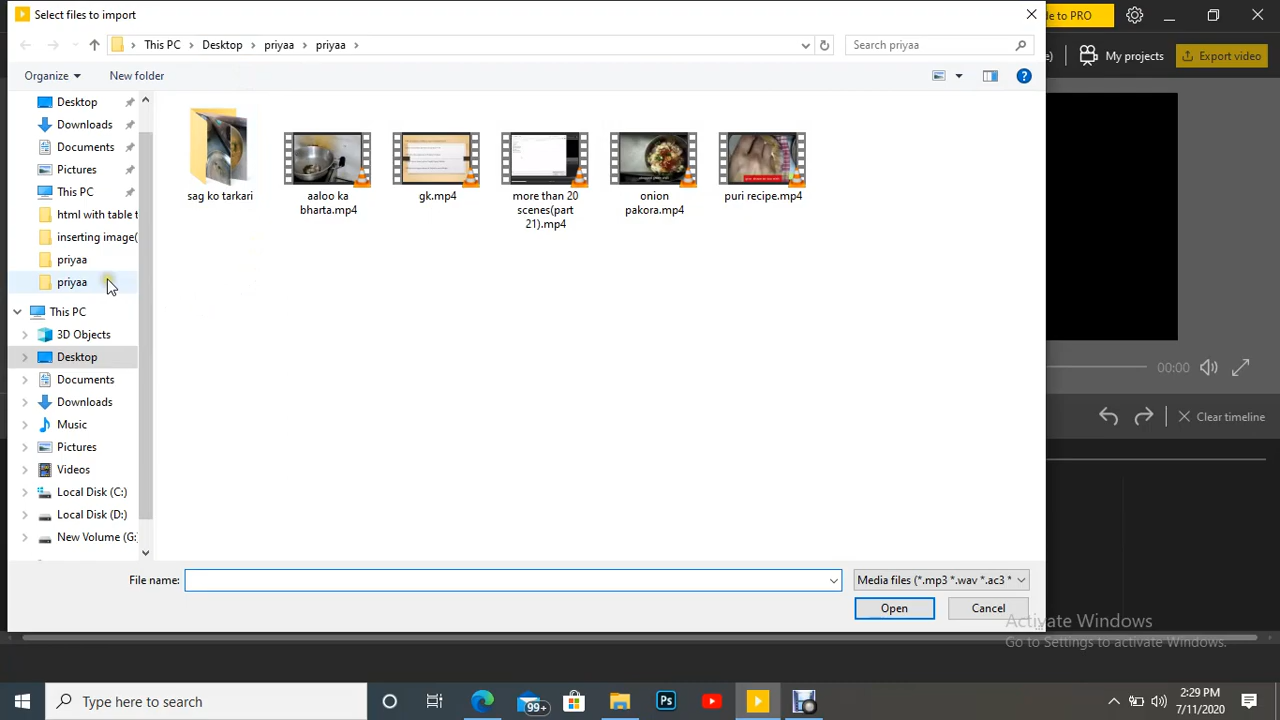 Select files to import
le to PRO
This PC
Desktop
priyaa
priyaa
Search priyaa
e)
My projects
Export video
Organize
New folder
Desktop
Downloads
Documents
Pictures
This PC
html with table t
inserting image(
priyaa
priyaa
This PC
3D Objects
Desktop
Documents
Downloads
Music
Pictures
Videos
Local Disk (C:)
Local Disk (D:)
New Volume (G:
sag ko tarkari
aaloo ka
bharta.mp4
gk.mp4
more than 20
scenes(part
21).mp4
onion
pakora.mp4
puri recipe.mp4
00:00
Clear timeline
File name:
Media files (*.mp3 *.wav *.ac3 *
Open
Cancel
Activate Windows
Go to Settings to activate Windows.
Type here to search
99+
Ps
2:29 PM
7/11/2020